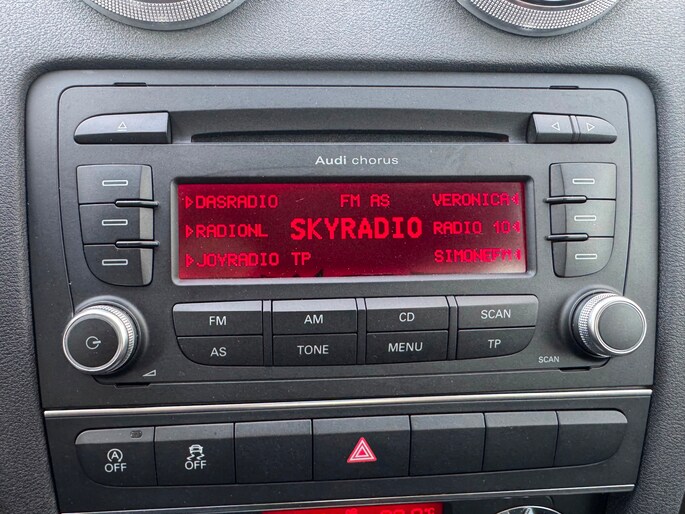 Audi chorus
DASRADIO FM AS VERONICA
RADIONL SKYRADIO RADIO 10
JOYRADIO TP SIMONEFM
FM AM CD SCAN
AS TONE MENU TP
SCAN
A OFF OFF